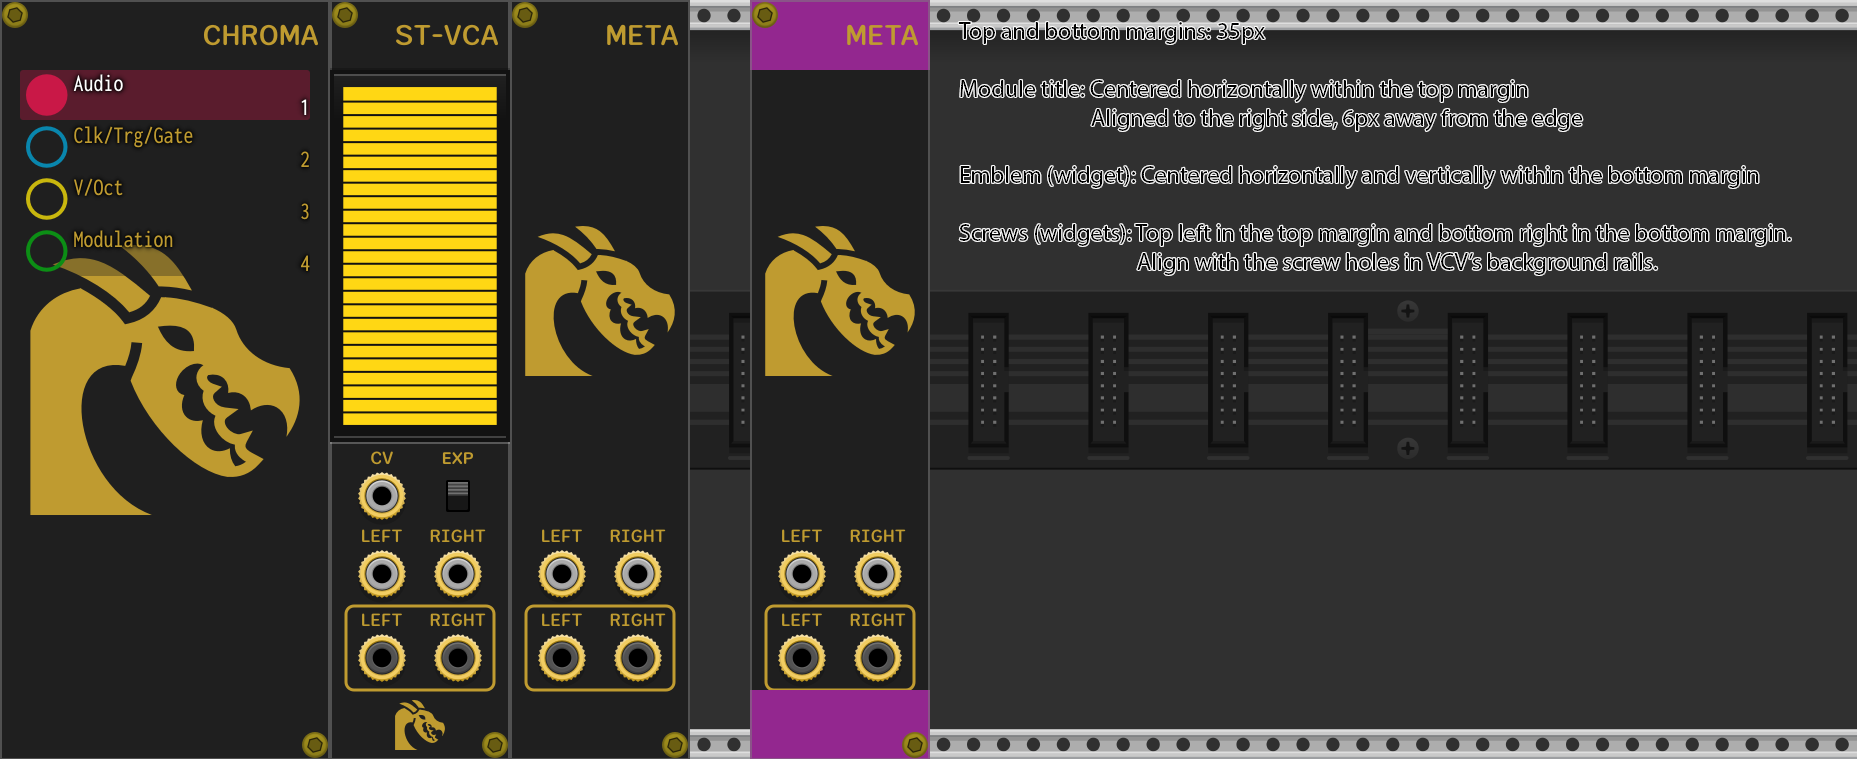 CHROMA
Audio
1
Clk/Trg/Gate
2
V/Oct
3
Modulation
4
ST-VCA
CV EXP
LEFT RIGHT
LEFT RIGHT
META
LEFT RIGHT
LEFT RIGHT
META
LEFT RIGHT
LEFT RIGHT
Top and bottom margins: 35px
Module title: Centered horizontally within the top margin
Aligned to the right side, 6px away from the edge
Emblem (widget): Centered horizontally and vertically within the bottom margin
Screws (widgets): Top left in the top margin and bottom right in the bottom margin.
Align with the screw holes in VCV's background rails.